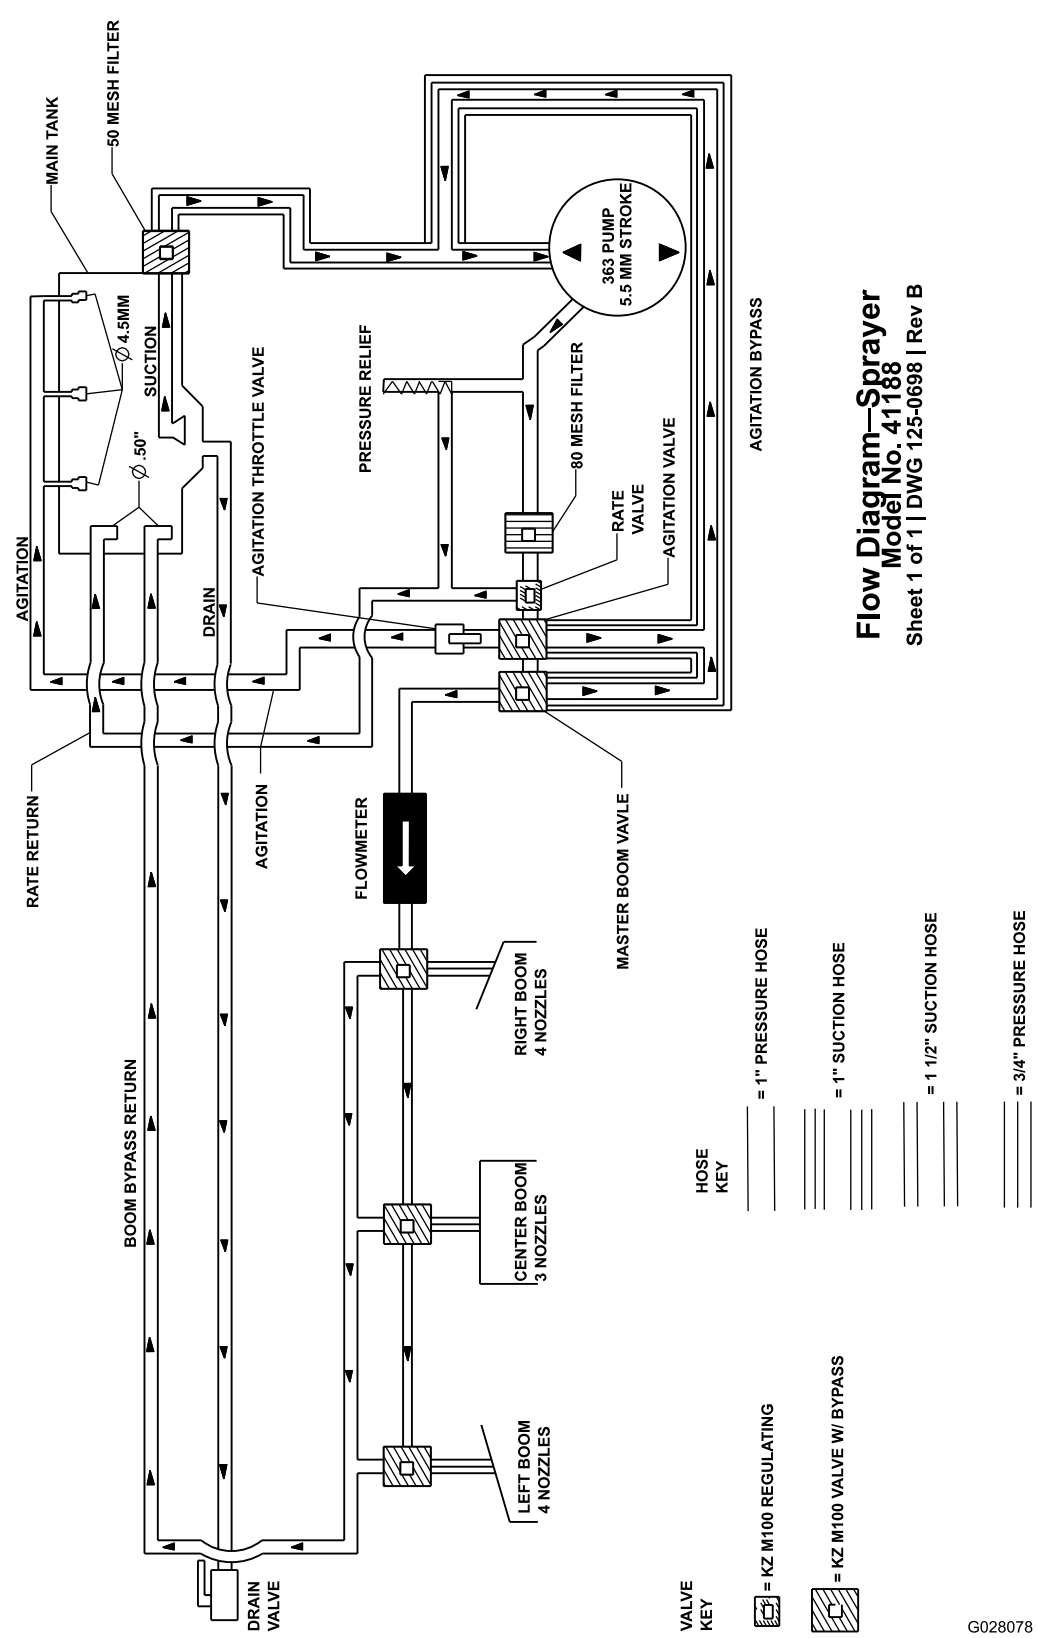 50 MESH FILTER
MAIN TANK
Ø 4.5MM
SUCTION
Ø .50"
AGITATION
DRAIN
AGITATION THROTTLE VALVE
PRESSURE RELIEF
363 PUMP
5.5 MM STROKE
80 MESH FILTER
RATE
VALVE
AGITATION VALVE
AGITATION BYPASS
RATE RETURN
AGITATION
FLOWMETER
MASTER BOOM VAVLE
BOOM BYPASS RETURN
RIGHT BOOM
4 NOZZLES
CENTER BOOM
3 NOZZLES
LEFT BOOM
4 NOZZLES
DRAIN
VALVE
HOSE
KEY
= 1" PRESSURE HOSE
= 1" SUCTION HOSE
= 1 1/2" SUCTION HOSE
= 3/4" PRESSURE HOSE
VALVE
KEY
= KZ M100 REGULATING
= KZ M100 VALVE W/ BYPASS
Flow Diagram—Sprayer
Model No. 41188
Sheet 1 of 1 | DWG 125-0698 | Rev B
G028078